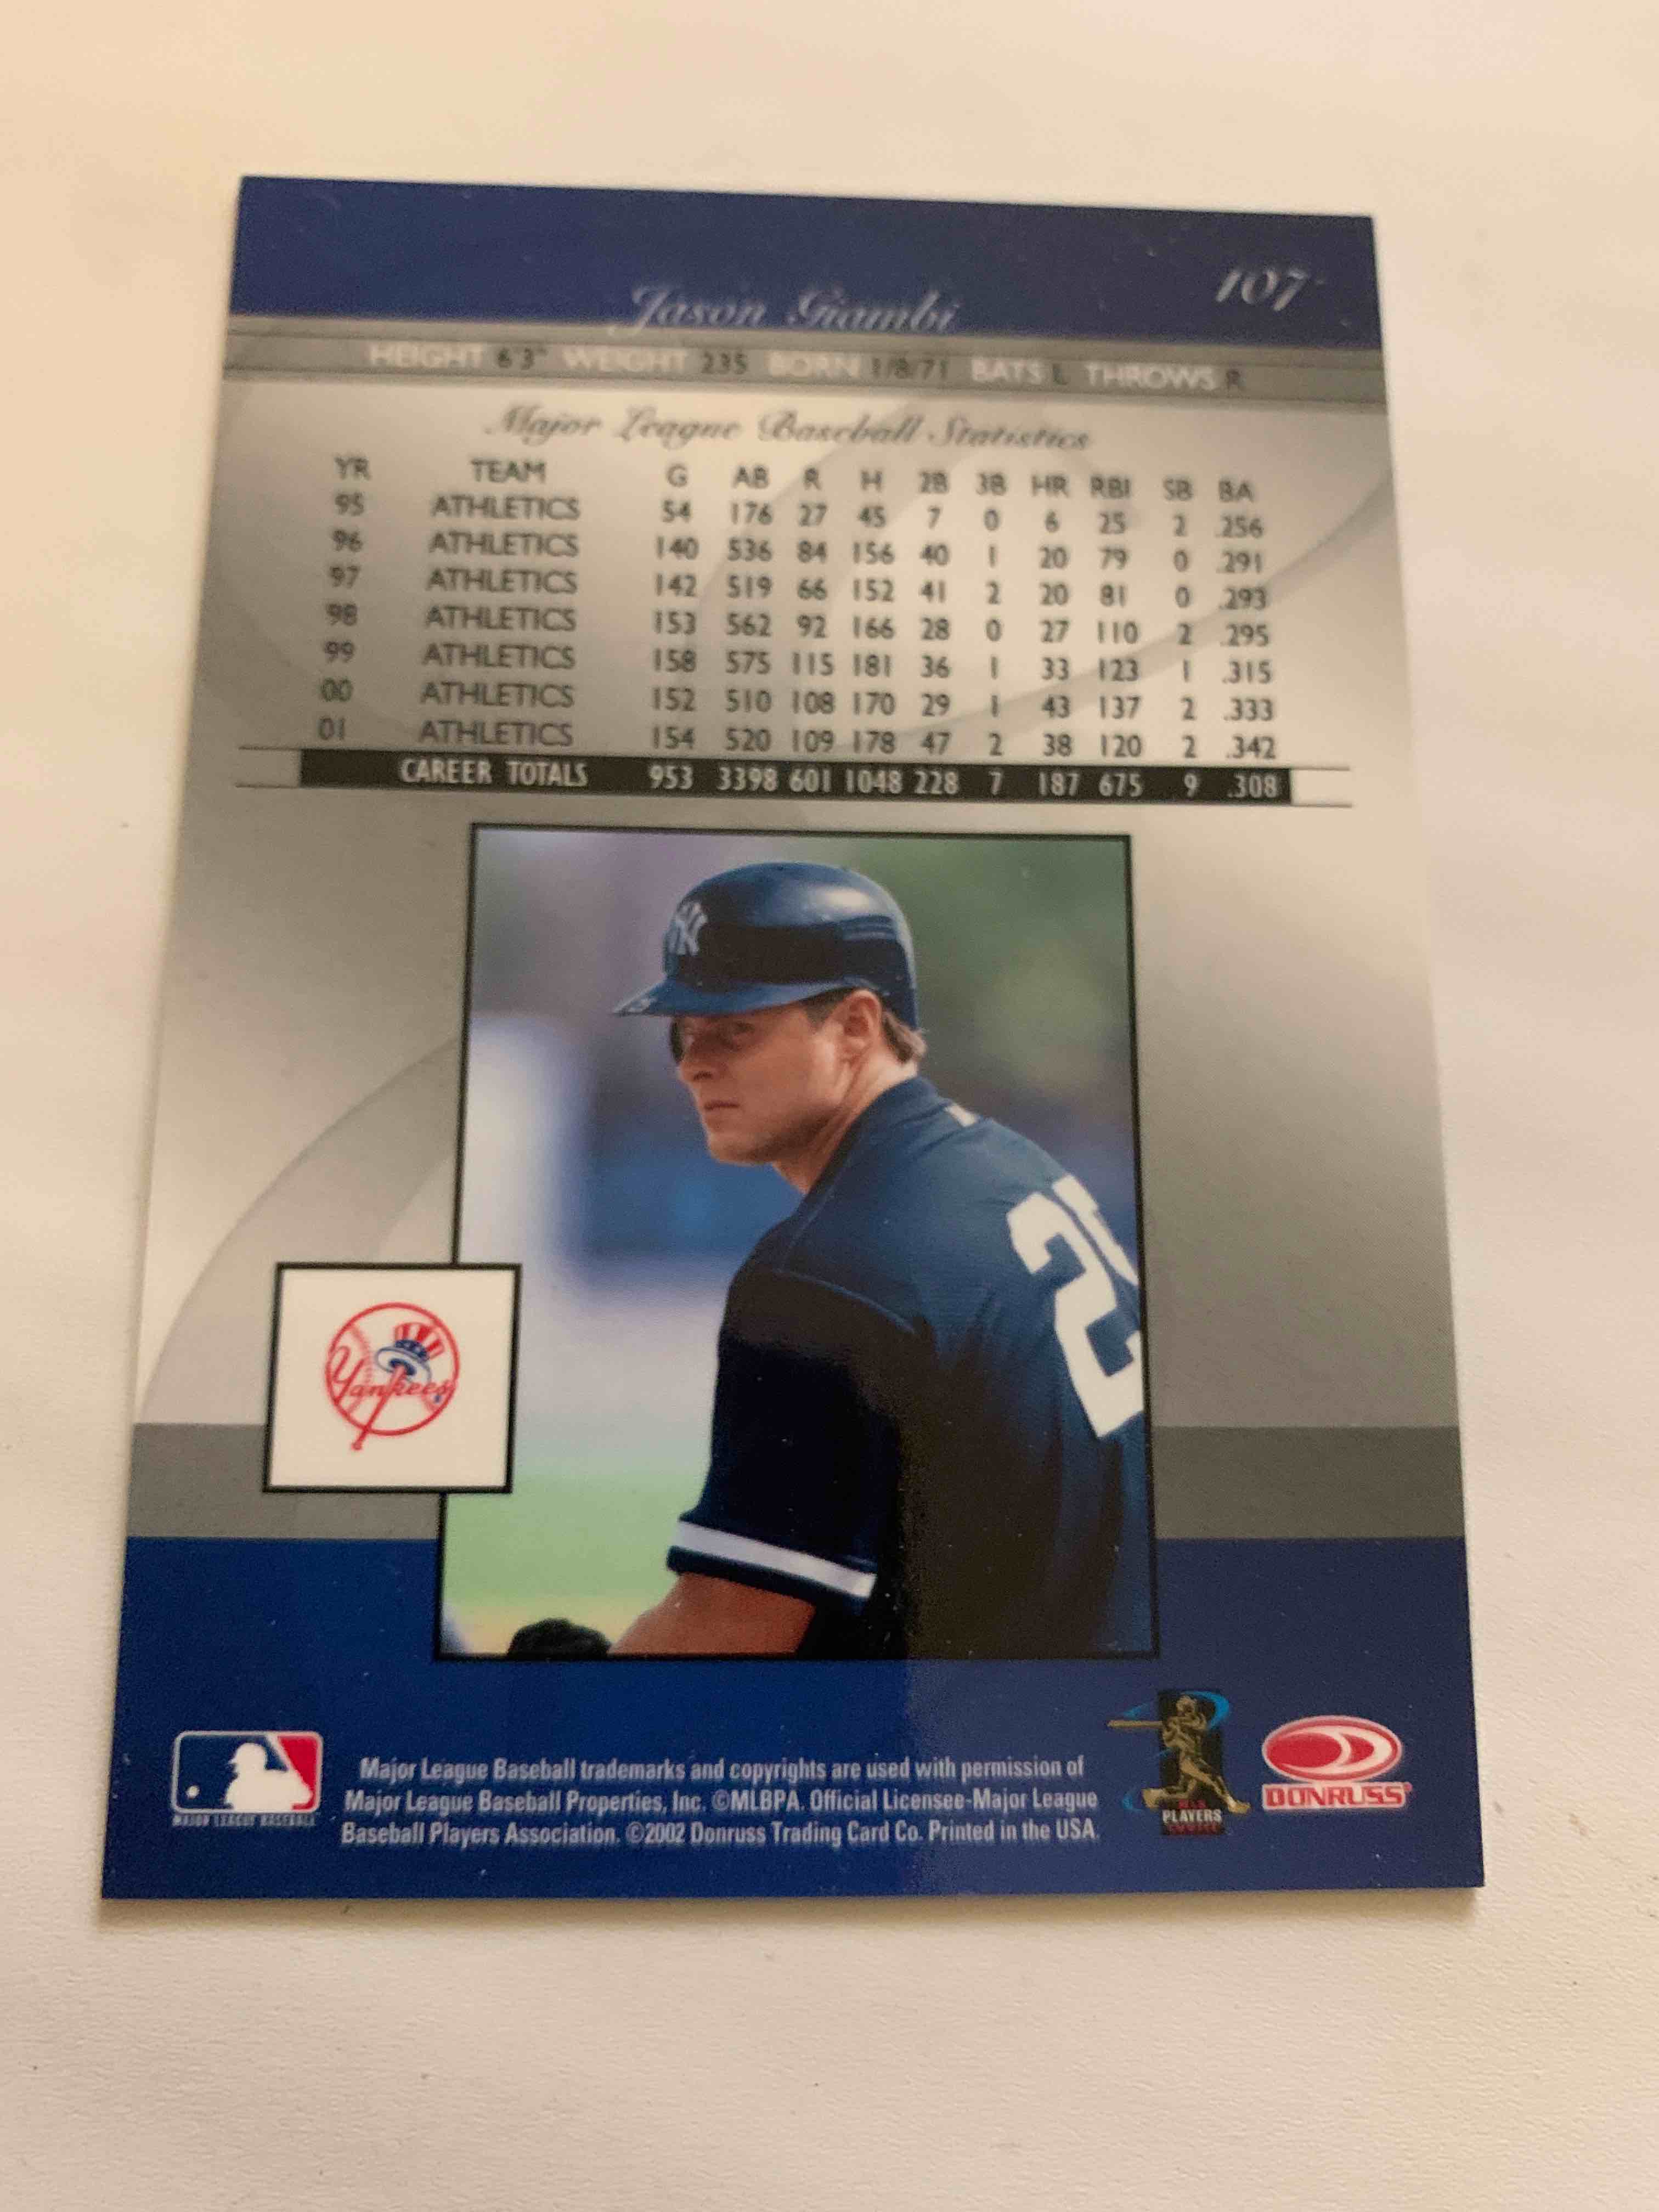 107
Jason Giambi
HEIGHT 6'3" WEIGHT 235 BORN 1/8/71 BATS L THROWS R
Major League Baseball Statistics
YR TEAM G AB R H 2B 3B HR RBI SB BA
95 ATHLETICS 54 176 27 45 7 0 6 25 2 .256
96 ATHLETICS 140 536 84 156 40 1 20 79 0 .291
97 ATHLETICS 142 519 66 152 41 2 20 81 0 .293
98 ATHLETICS 153 562 92 166 28 0 27 110 2 .295
99 ATHLETICS 158 575 115 181 36 1 33 123 1 .315
00 ATHLETICS 152 510 108 170 29 1 43 137 2 .333
01 ATHLETICS 154 520 109 178 47 2 38 120 2 .342
CAREER TOTALS 953 3398 601 1048 228 7 187 675 9 .308
NY
2
Yankees
Major League Baseball trademarks and copyrights are used with permission of
Major League Baseball Properties, Inc. ©MLBPA. Official Licensee-Major League
Baseball Players Association. ©2002 Donruss Trading Card Co. Printed in the USA.
MAJOR LEAGUE BASEBALL
PLAYERS
DONRUSS